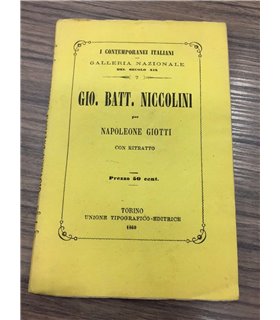 I CONTEMPORANEI ITALIANI
GALLERIA NAZIONALE
DEL SECOLO XIX
7
GIO. BATT. NICCOLINI
per
NAPOLEONE GIOTTI
CON RITRATTO
Prezzo 50 cent.
TORINO
UNIONE TIPOGRAFICO-EDITRICE